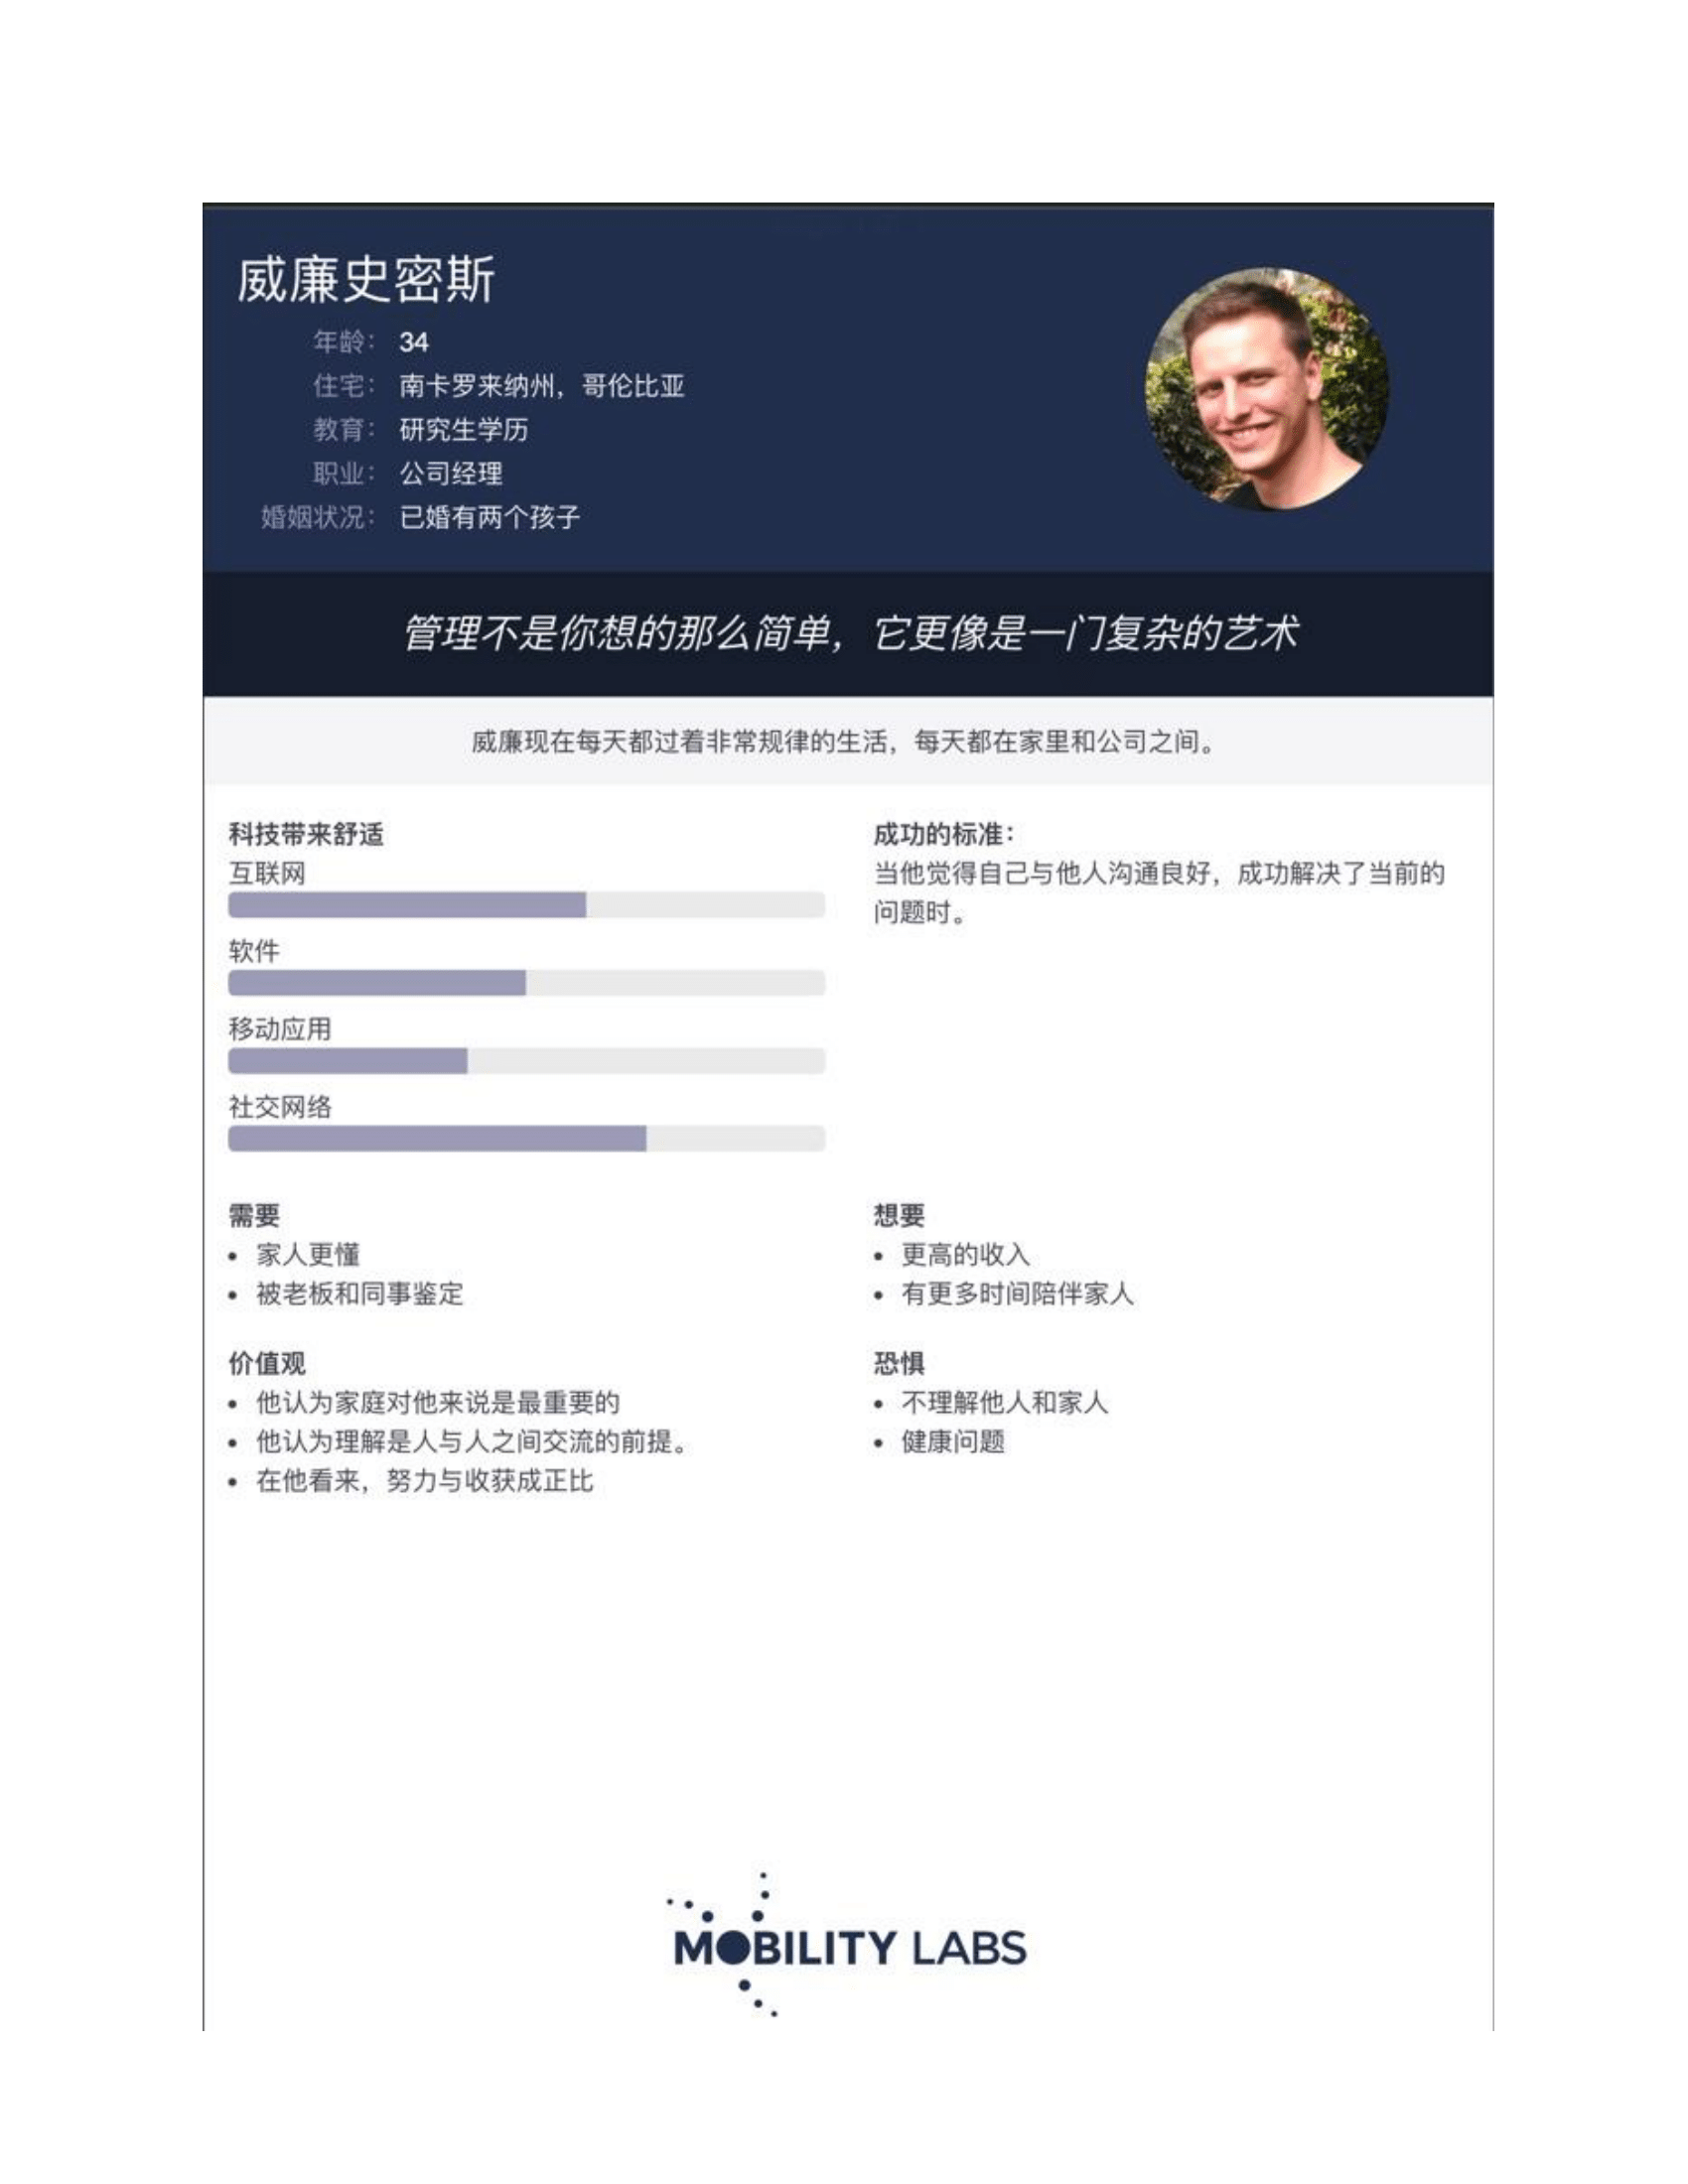 威廉史密斯
年龄： 34
住宅： 南卡罗来纳州，哥伦比亚
教育： 研究生学历
职业： 公司经理
婚姻状况： 已婚有两个孩子
管理不是你想的那么简单，它更像是一门复杂的艺术
威廉现在每天都过着非常规律的生活，每天都在家里和公司之间。
科技带来舒适
互联网
软件
移动应用
社交网络
成功的标准：
当他觉得自己与他人沟通良好，成功解决了当前的
问题时。
需要
• 家人更懂
• 被老板和同事鉴定
想要
• 更高的收入
• 有更多时间陪伴家人
价值观
• 他认为家庭对他来说是最重要的
• 他认为理解是人与人之间交流的前提。
• 在他看来，努力与收获成正比
恐惧
• 不理解他人和家人
• 健康问题
MOBILITY LABS